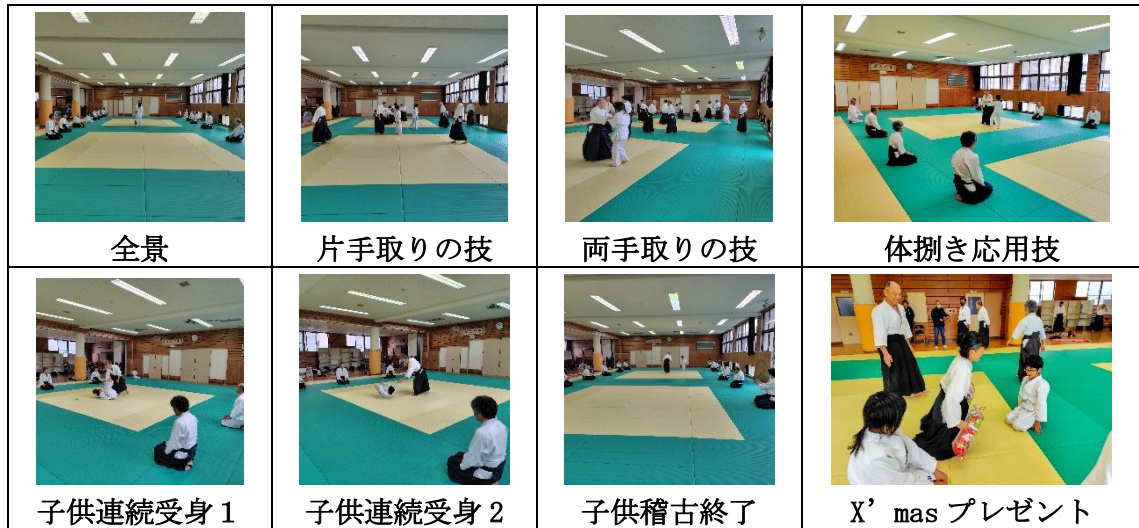 全景
片手取りの技
両手取りの技
体捌き応用技
子供連続受身1
子供連続受身2
子供稽古終了
X’masプレゼント